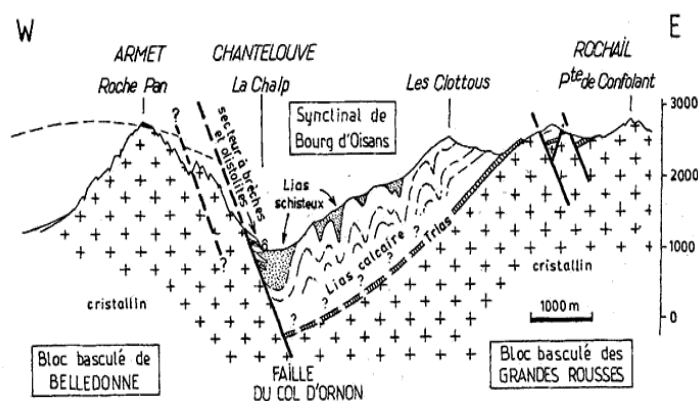 W
E
ARMET
CHANTELOUVE
ROCHAIL
Roche Pan
La Chalp
Les Clottous
Pte de Confolant
3000
2000
1000
0
secteur à brèches
et olistolites
Synclinal de
Bourg d'Oisans
Lias
schisteux
Lias calcaire
Trias
?
?
?
?
?
?
?
cristallin
cristallin
1000 m
Bloc basculé de
BELLEDONNE
FAILLE
DU COL D'ORNON
Bloc basculé des
GRANDES ROUSSES